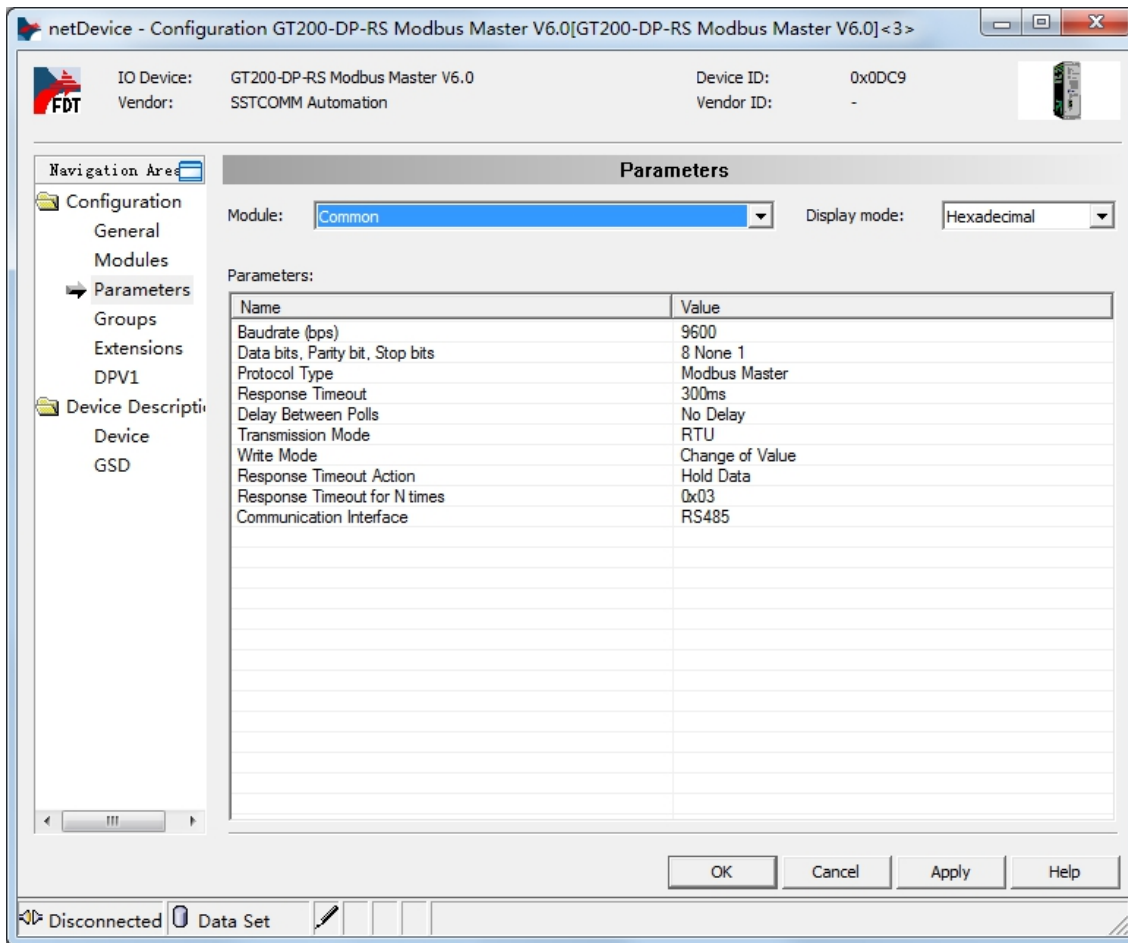 netDevice - Configuration GT200-DP-RS Modbus Master V6.0[GT200-DP-RS Modbus Master V6.0]<3>
IO Device: GT200-DP-RS Modbus Master V6.0 Device ID: 0x0DC9
Vendor: SSTCOMM Automation Vendor ID: -
FDT
Navigation Area
Parameters
Configuration
General
Modules
Parameters
Groups
Extensions
DPV1
Device Descripti
Device
GSD
Module: Common Display mode: Hexadecimal
Parameters:
Name Value
Baudrate (bps) 9600
Data bits, Parity bit, Stop bits 8 None 1
Protocol Type Modbus Master
Response Timeout 300ms
Delay Between Polls No Delay
Transmission Mode RTU
Write Mode Change of Value
Response Timeout Action Hold Data
Response Timeout for N times 0x03
Communication Interface RS485
OK Cancel Apply Help
Disconnected Data Set